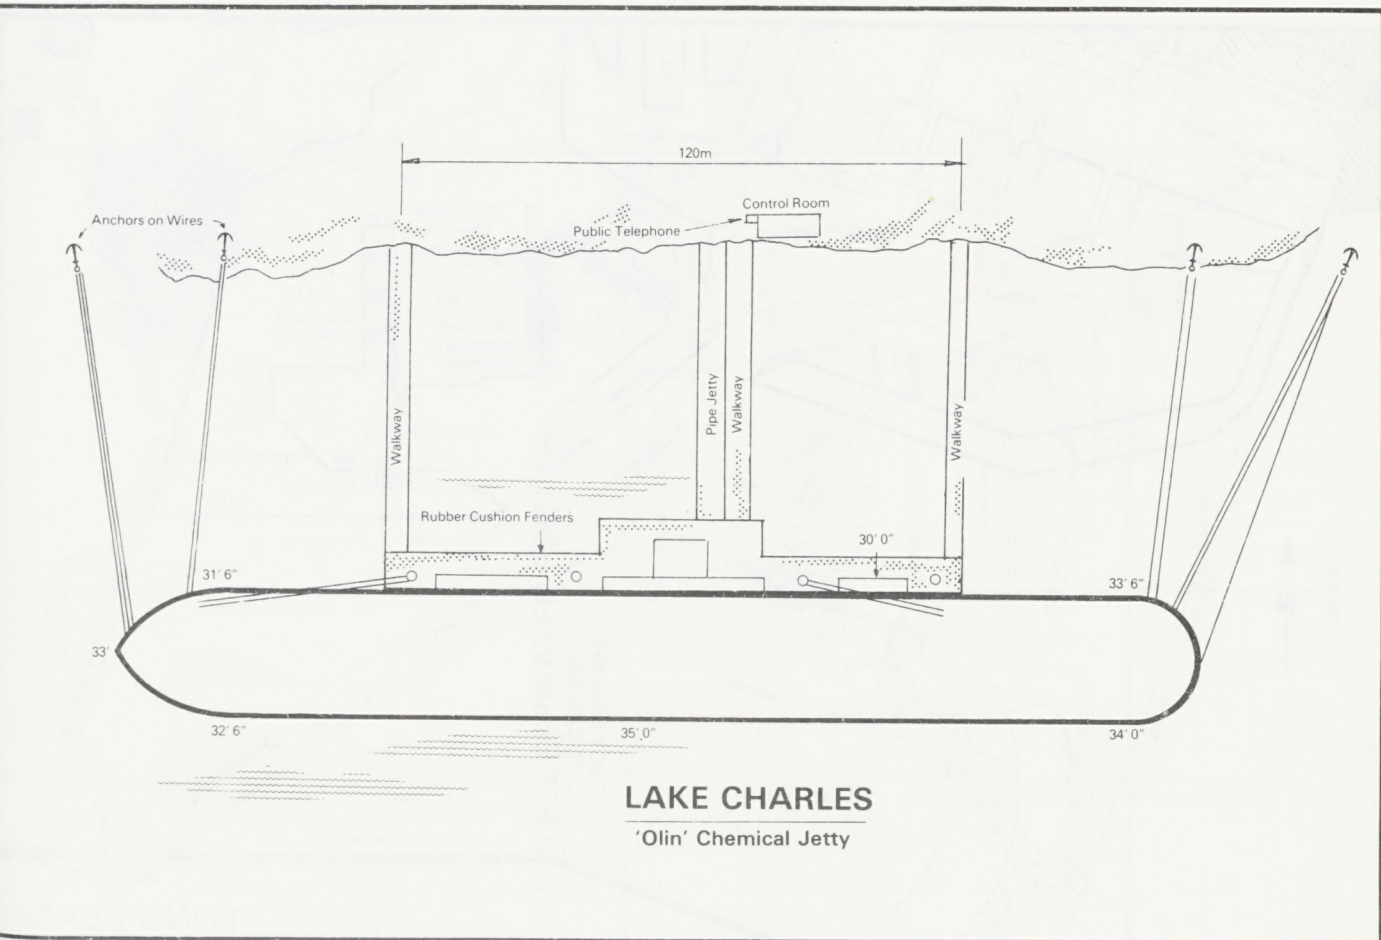 120m
Control Room
Anchors on Wires
Public Telephone
Walkway
Pipe Jetty
Walkway
Walkway
Rubber Cushion Fenders
30' 0"
31' 6"
33' 6"
33'
32' 6"
35' 0"
34' 0"
LAKE CHARLES
'Olin' Chemical Jetty